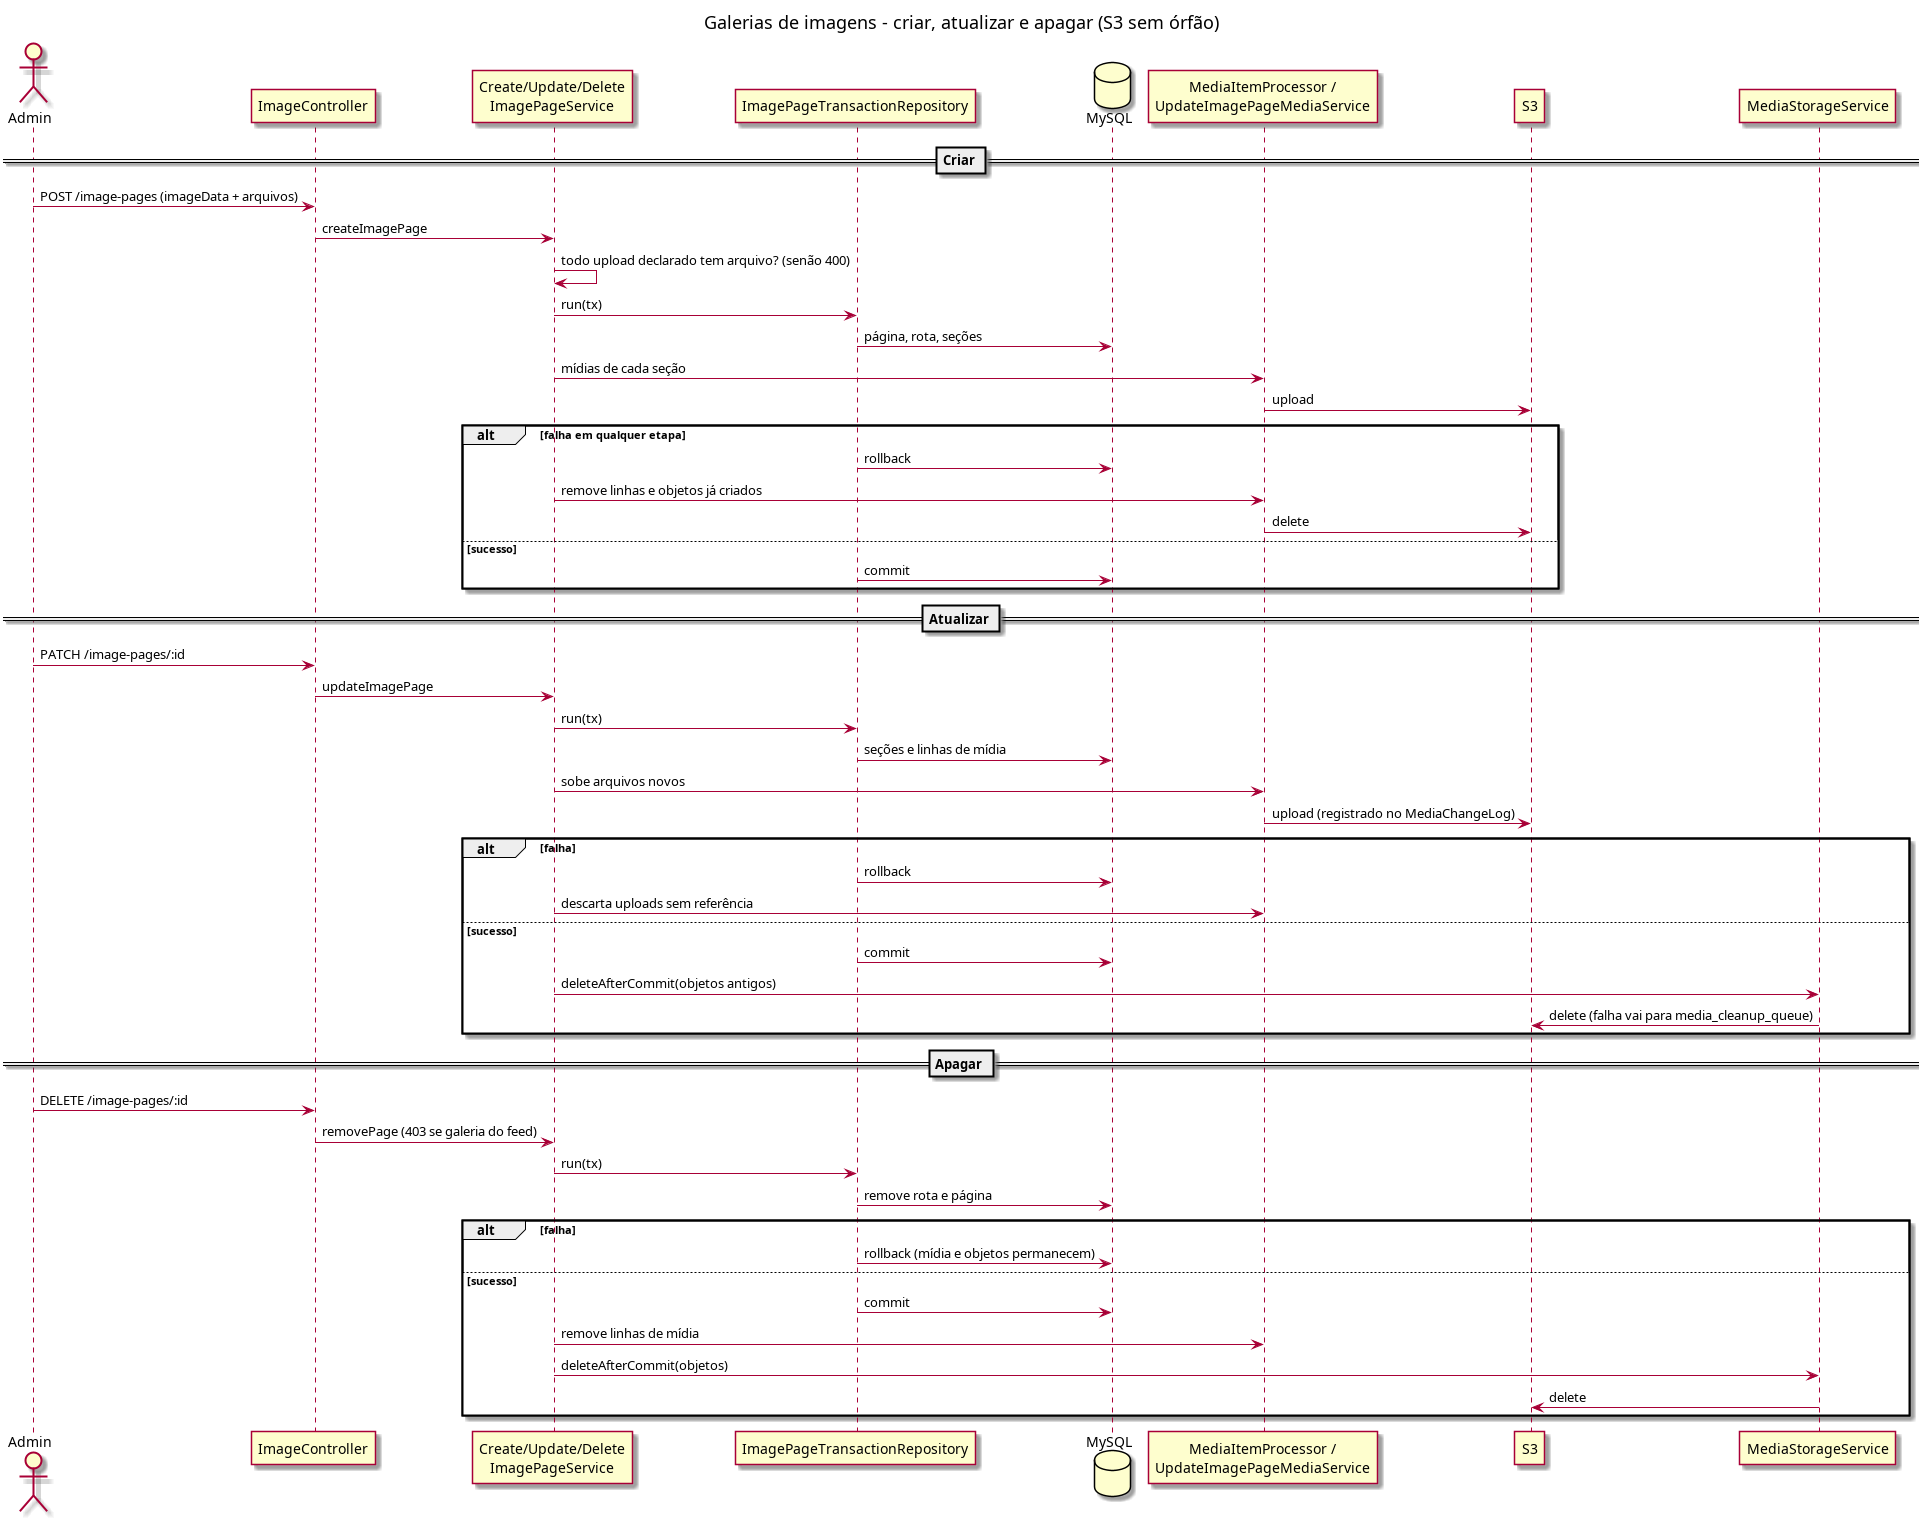 Galerias de imagens - criar, atualizar e apagar (S3 sem órfão)
Admin
ImageController
Create/Update/Delete
ImagePageService
ImagePageTransactionRepository
MySQL
MediaItemProcessor /
UpdateImagePageMediaService
S3
MediaStorageService
Criar
POST /image-pages (imageData + arquivos)
createImagePage
todo upload declarado tem arquivo? (senão 400)
run(tx)
página, rota, seções
mídias de cada seção
upload
alt [falha em qualquer etapa]
rollback
remove linhas e objetos já criados
delete
[sucesso]
commit
Atualizar
PATCH /image-pages/:id
updateImagePage
run(tx)
seções e linhas de mídia
sobe arquivos novos
upload (registrado no MediaChangeLog)
alt [falha]
rollback
descarta uploads sem referência
[sucesso]
commit
deleteAfterCommit(objetos antigos)
delete (falha vai para media_cleanup_queue)
Apagar
DELETE /image-pages/:id
removePage (403 se galeria do feed)
run(tx)
remove rota e página
alt [falha]
rollback (mídia e objetos permanecem)
[sucesso]
commit
remove linhas de mídia
deleteAfterCommit(objetos)
delete
Admin
ImageController
Create/Update/Delete
ImagePageService
ImagePageTransactionRepository
MySQL
MediaItemProcessor /
UpdateImagePageMediaService
S3
MediaStorageService